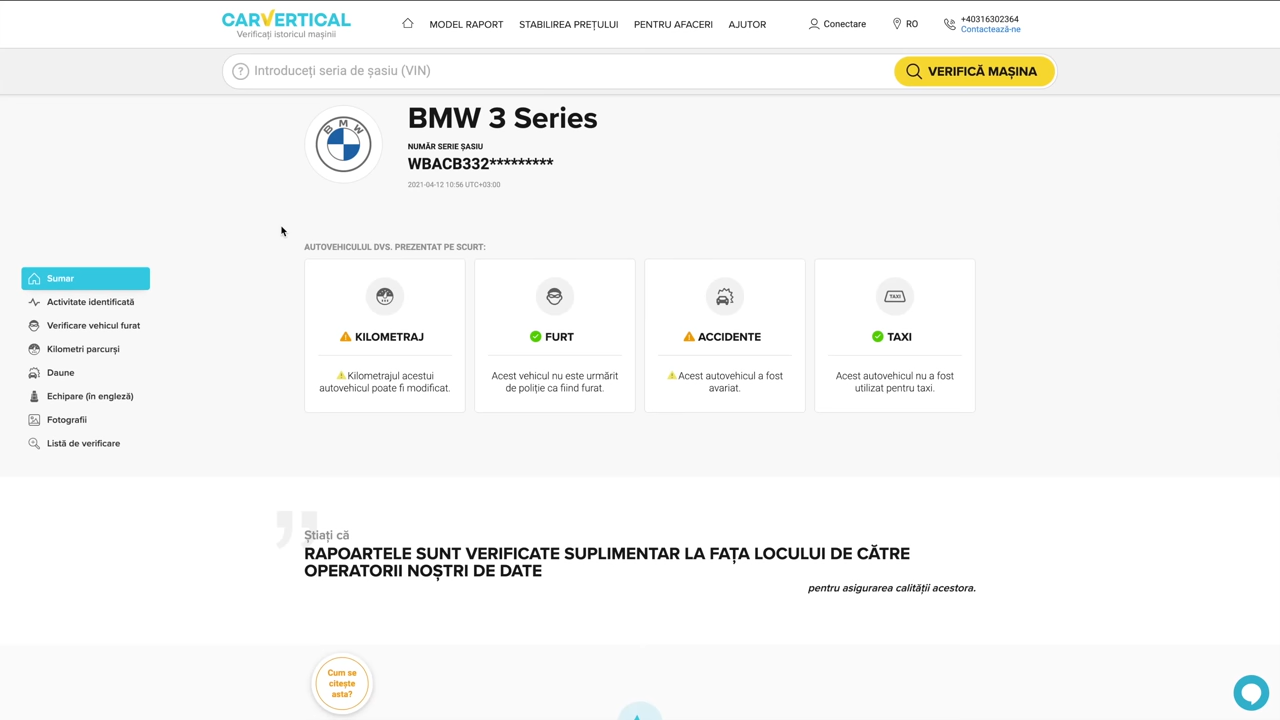 CARVERTICAL
Verificați istoricul mașinii
MODEL RAPORT
STABILIREA PREȚULUI
PENTRU AFACERI
AJUTOR
Conectare
RO
+40316302364
Contactează-ne
? Introduceți seria de șasiu (VIN)
VERIFICĂ MAȘINA
BMW
BMW 3 Series
NUMĂR SERIE ȘASIU
WBACB332*********
2021-04-12 10:56 UTC+03:00
AUTOVEHICULUL DVS. PREZENTAT PE SCURT:
Sumar
Activitate identificată
Verificare vehicul furat
Kilometri parcurși
Daune
Echipare (în engleză)
Fotografii
Listă de verificare
KILOMETRAJ
Kilometrajul acestui
autovehicul poate fi modificat.
FURT
Acest vehicul nu este urmărit
de poliție ca fiind furat.
ACCIDENTE
Acest autovehicul a fost
avariat.
TAXI
TAXI
Acest autovehicul nu a fost
utilizat pentru taxi.
Știați că
RAPOARTELE SUNT VERIFICATE SUPLIMENTAR LA FAȚA LOCULUI DE CĂTRE
OPERATORII NOȘTRI DE DATE
pentru asigurarea calității acestora.
Cum se
citește
asta?